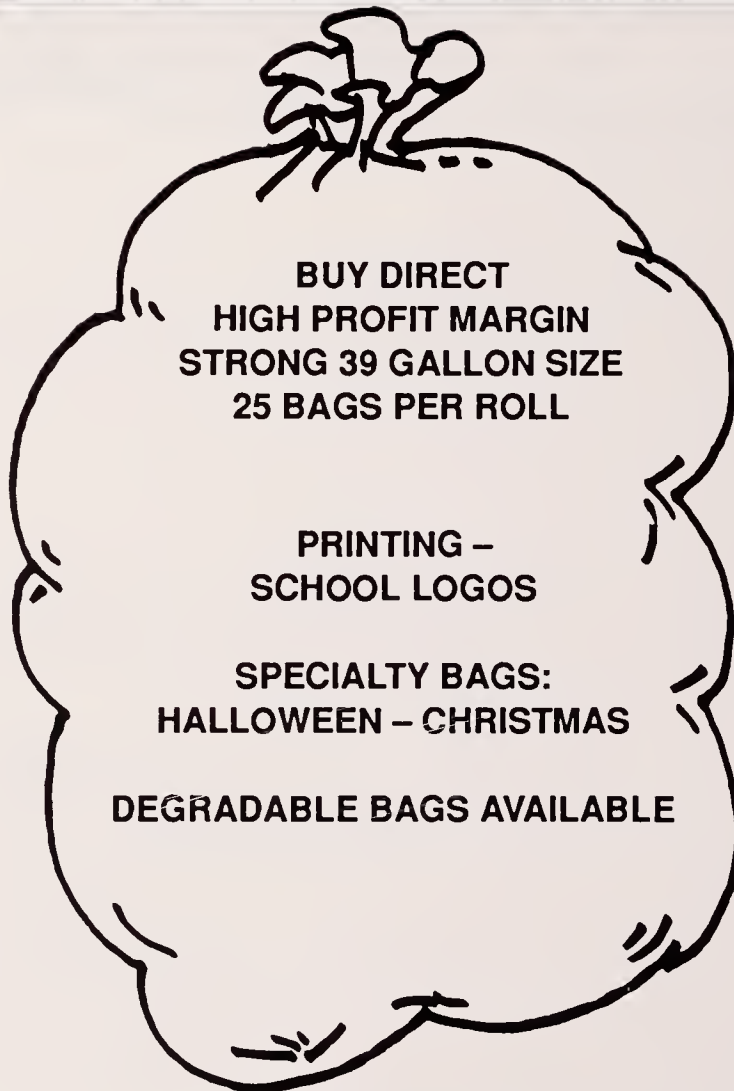 BUY DIRECT
HIGH PROFIT MARGIN
STRONG 39 GALLON SIZE
25 BAGS PER ROLL
PRINTING –
SCHOOL LOGOS
SPECIALTY BAGS:
HALLOWEEN – CHRISTMAS
DEGRADABLE BAGS AVAILABLE